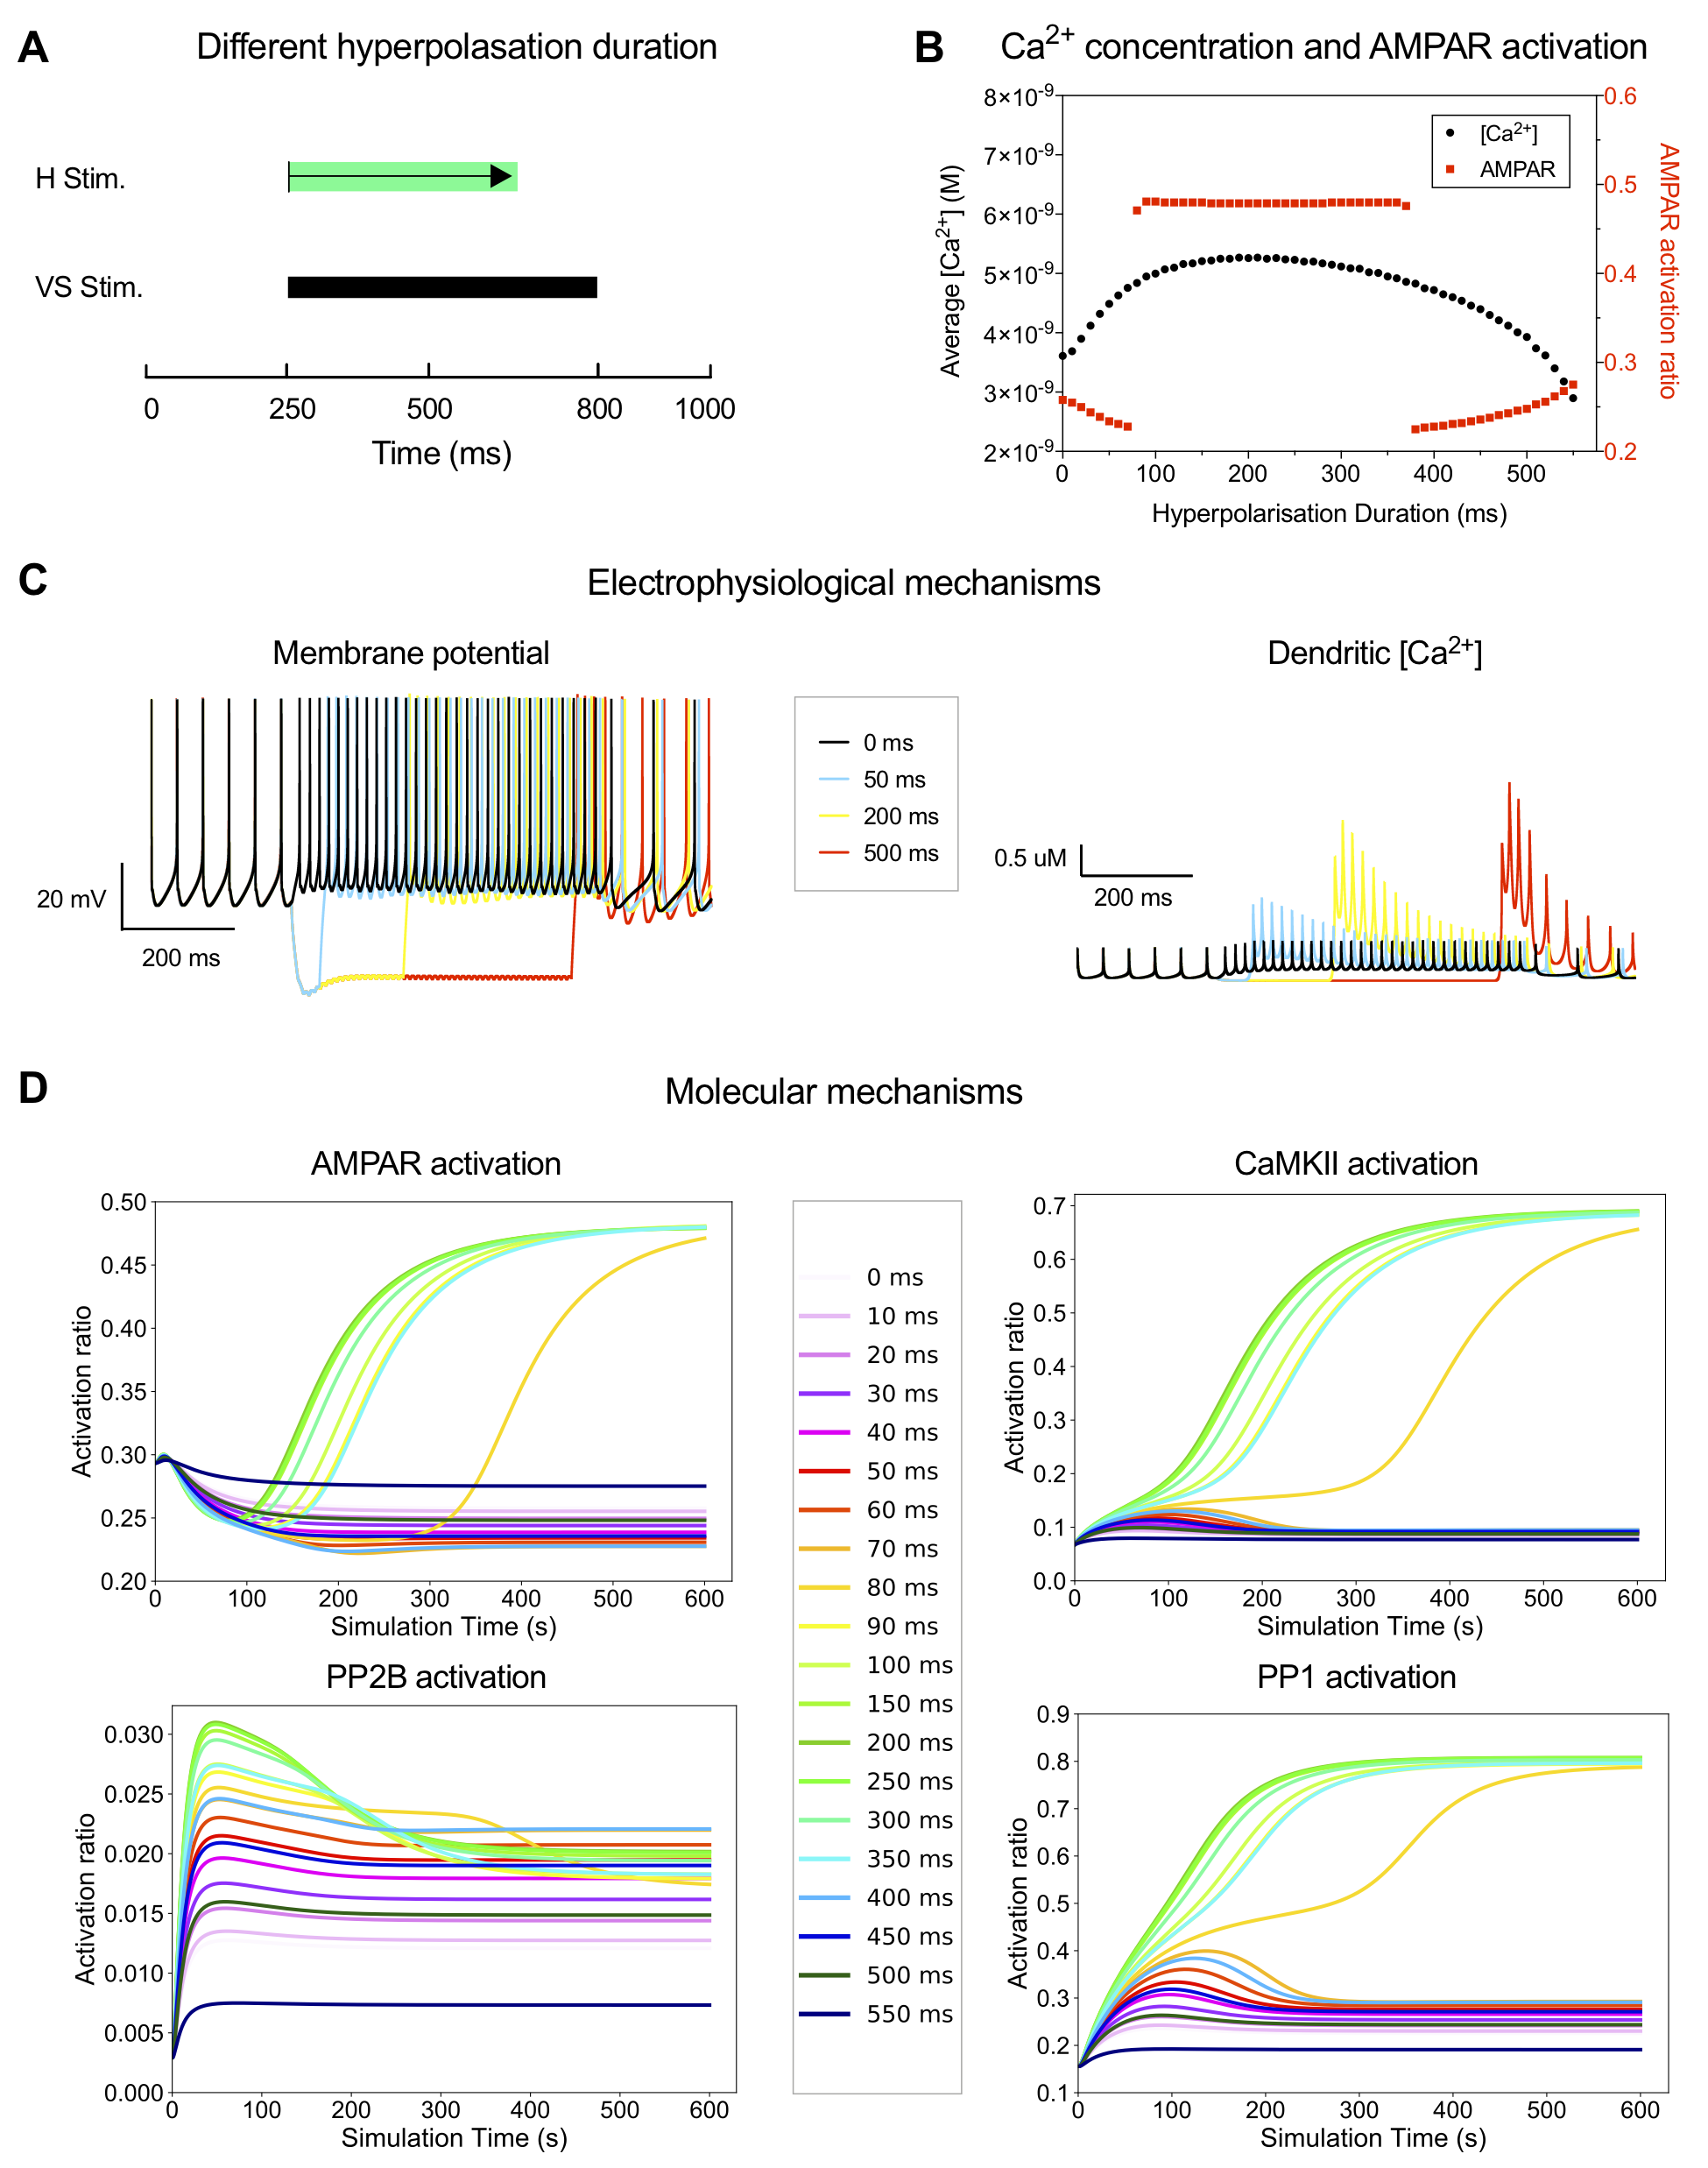 A
Different hyperpolasation duration
H Stim.
VS Stim.
0 250 500 800 1000
Time (ms)
B
Ca2+ concentration and AMPAR activation
8×10-9
7×10-9
6×10-9
5×10-9
4×10-9
3×10-9
2×10-9
Average [Ca2+] (M)
[Ca2+]
AMPAR
0.6
0.5
0.4
0.3
0.2
AMPAR activation ratio
0 100 200 300 400 500
Hyperpolarisation Duration (ms)
C
Electrophysiological mechanisms
Membrane potential
20 mV
200 ms
0 ms
50 ms
200 ms
500 ms
Dendritic [Ca2+]
0.5 uM
200 ms
D
Molecular mechanisms
AMPAR activation
0.50
0.45
0.40
0.35
0.30
0.25
0.20
Activation ratio
0 100 200 300 400 500 600
Simulation Time (s)
0 ms
10 ms
20 ms
30 ms
40 ms
50 ms
60 ms
70 ms
80 ms
90 ms
100 ms
150 ms
200 ms
250 ms
300 ms
350 ms
400 ms
450 ms
500 ms
550 ms
CaMKII activation
0.7
0.6
0.5
0.4
0.3
0.2
0.1
0.0
Activation ratio
0 100 200 300 400 500 600
Simulation Time (s)
PP2B activation
0.030
0.025
0.020
0.015
0.010
0.005
0.000
Activation ratio
0 100 200 300 400 500 600
Simulation Time (s)
PP1 activation
0.9
0.8
0.7
0.6
0.5
0.4
0.3
0.2
0.1
Activation ratio
0 100 200 300 400 500 600
Simulation Time (s)